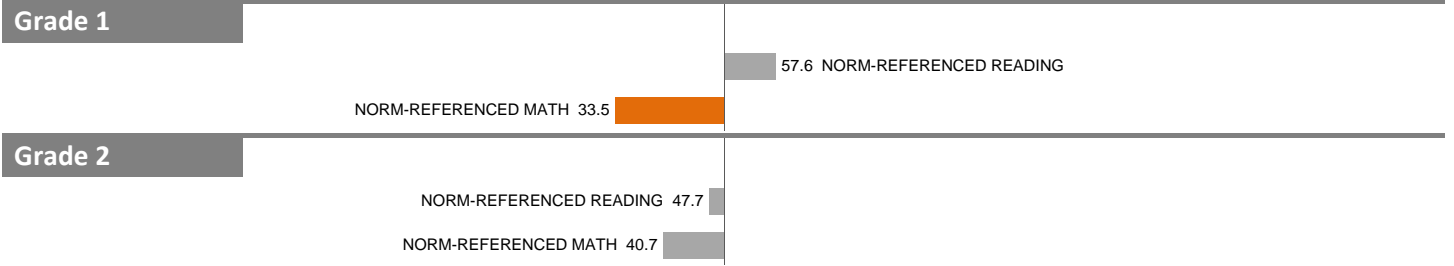 Grade 1
57.6 NORM-REFERENCED READING
NORM-REFERENCED MATH 33.5
Grade 2
NORM-REFERENCED READING 47.7
NORM-REFERENCED MATH 40.7